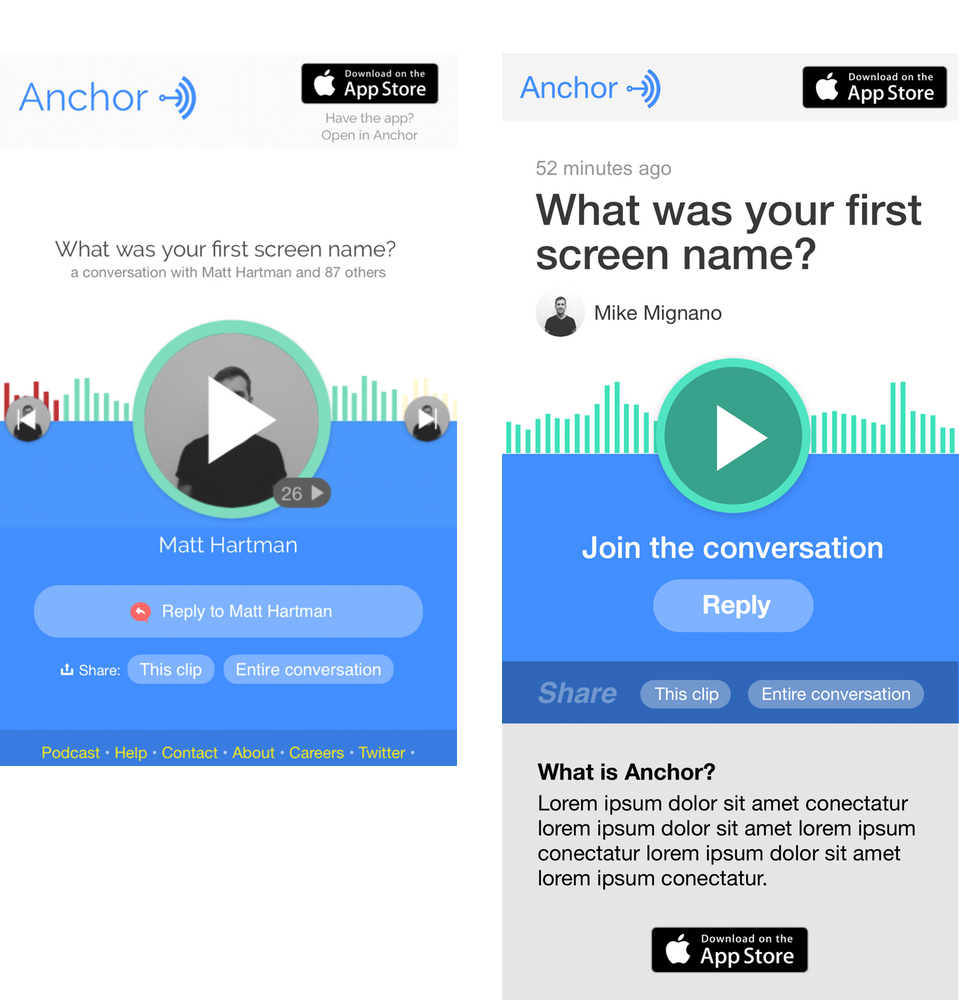 Anchor
Download on the
App Store
Have the app?
Open in Anchor
What was your first screen name?
a conversation with Matt Hartman and 87 others
26
Matt Hartman
Reply to Matt Hartman
Share:
This clip
Entire conversation
Podcast • Help • Contact • About • Careers • Twitter •
Anchor
Download on the
App Store
52 minutes ago
What was your first
screen name?
Mike Mignano
Join the conversation
Reply
Share
This clip
Entire conversation
What is Anchor?
Lorem ipsum dolor sit amet conectatur
lorem ipsum dolor sit amet lorem ipsum
conectatur lorem ipsum dolor sit amet
lorem ipsum conectatur.
Download on the
App Store